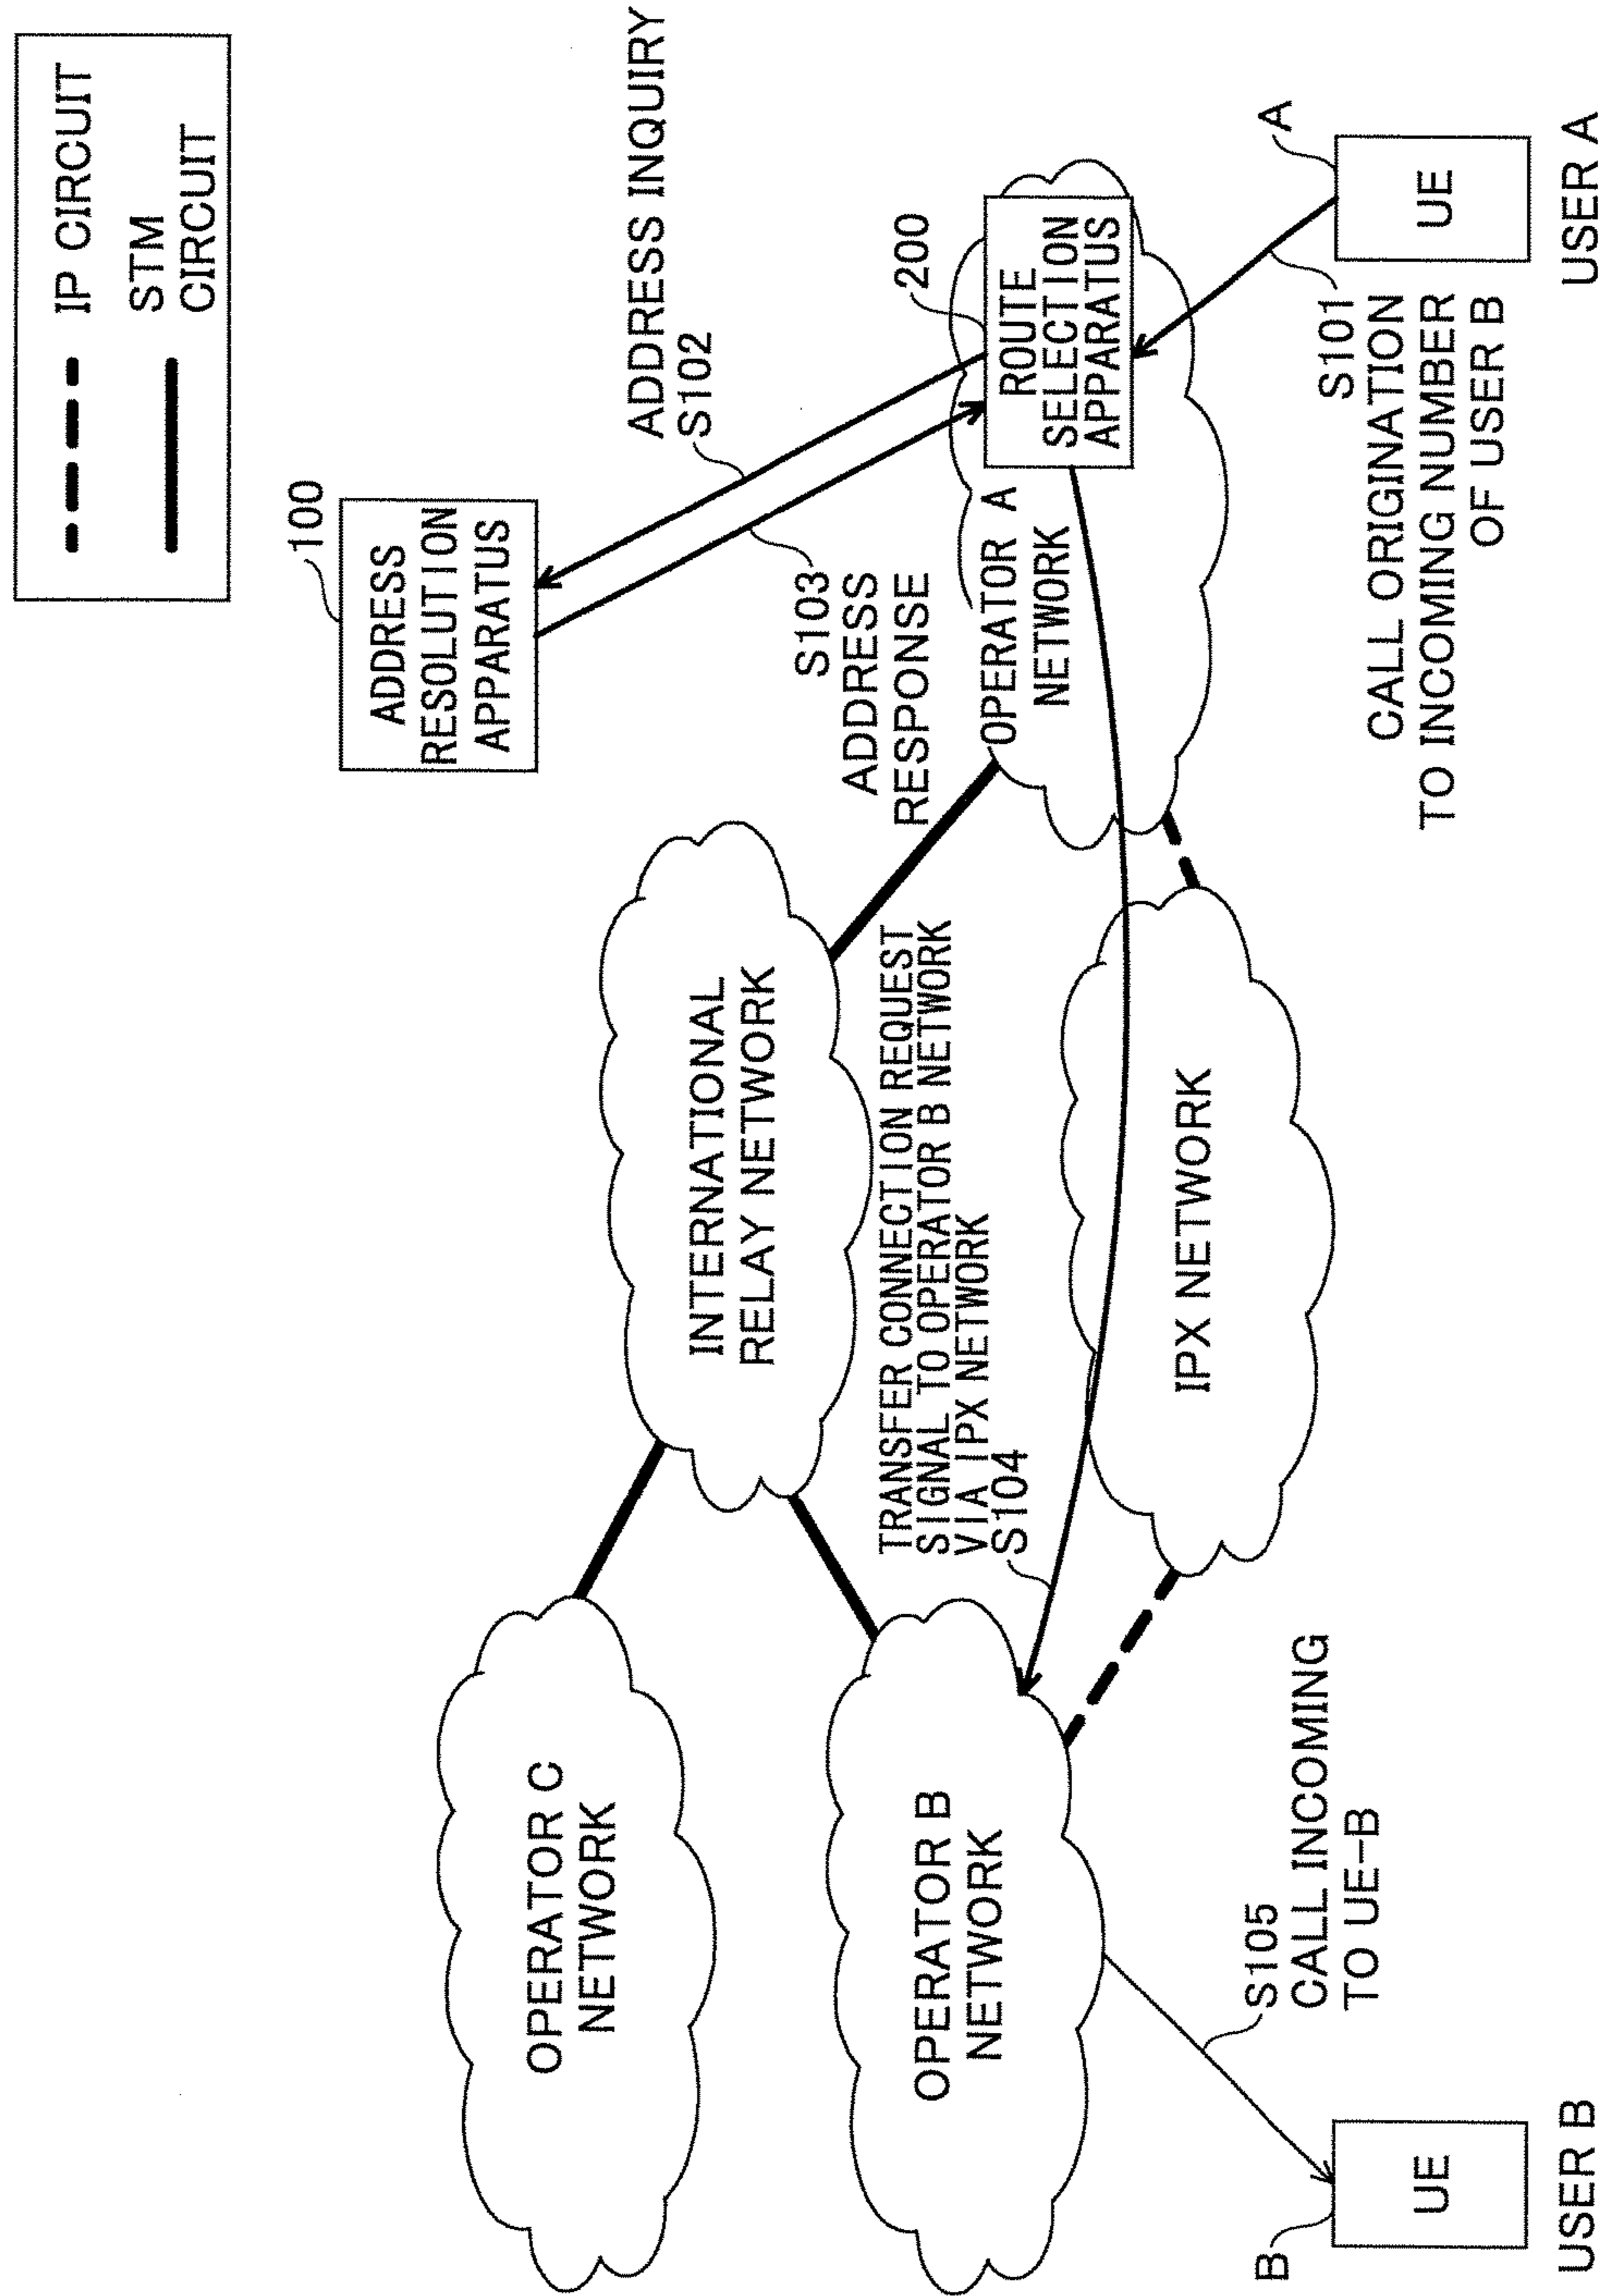 IP CIRCUIT
STM
CIRCUIT
100
ADDRESS
RESOLUTION
APPARATUS
ADDRESS INQUIRY
S102
S103
ADDRESS
RESPONSE
200
ROUTE
SELECTION
APPARATUS
OPERATOR A
NETWORK
INTERNATIONAL
RELAY NETWORK
OPERATOR C
NETWORK
TRANSFER CONNECTION REQUEST
SIGNAL TO OPERATOR B NETWORK
VIA IPX NETWORK
S104
OPERATOR B
NETWORK
IPX NETWORK
A
UE
USER A
S101
CALL ORIGINATION
TO INCOMING NUMBER
OF USER B
S105
CALL INCOMING
TO UE-B
B
UE
USER B